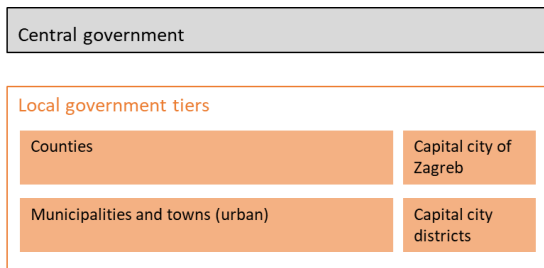 Central government
Local government tiers
Counties
Capital city of
Zagreb
Municipalities and towns (urban)
Capital city
districts